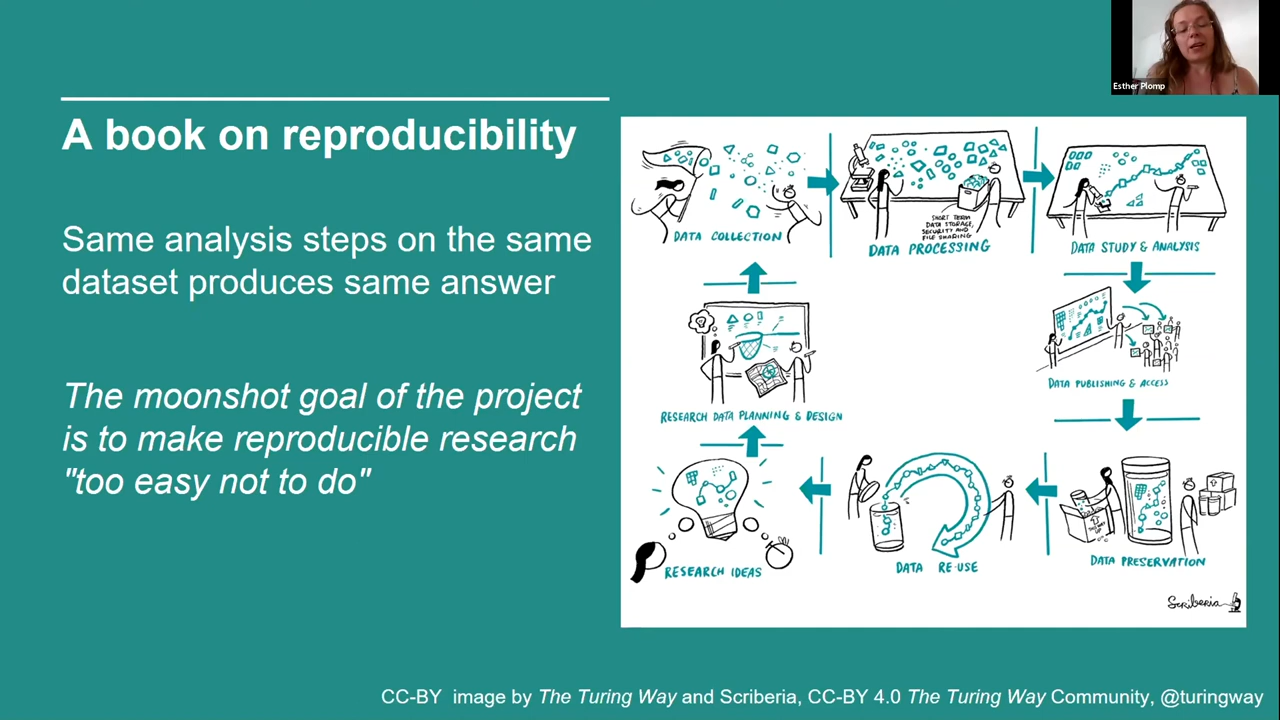 Esther Plomp
A book on reproducibility
Same analysis steps on the same
dataset produces same answer
The moonshot goal of the project
is to make reproducible research
"too easy not to do"
DATA COLLECTION
SHORT TERM
DATA STORAGE,
SECURITY AND
FILE SHARING
DATA PROCESSING
DATA STUDY & ANALYSIS
RESEARCH DATA PLANNING & DESIGN
DATA PUBLISHING & ACCESS
RESEARCH IDEAS
DATA RE-USE
DATA PRESERVATION
Scriberia
CC-BY image by The Turing Way and Scriberia, CC-BY 4.0 The Turing Way Community, @turingway